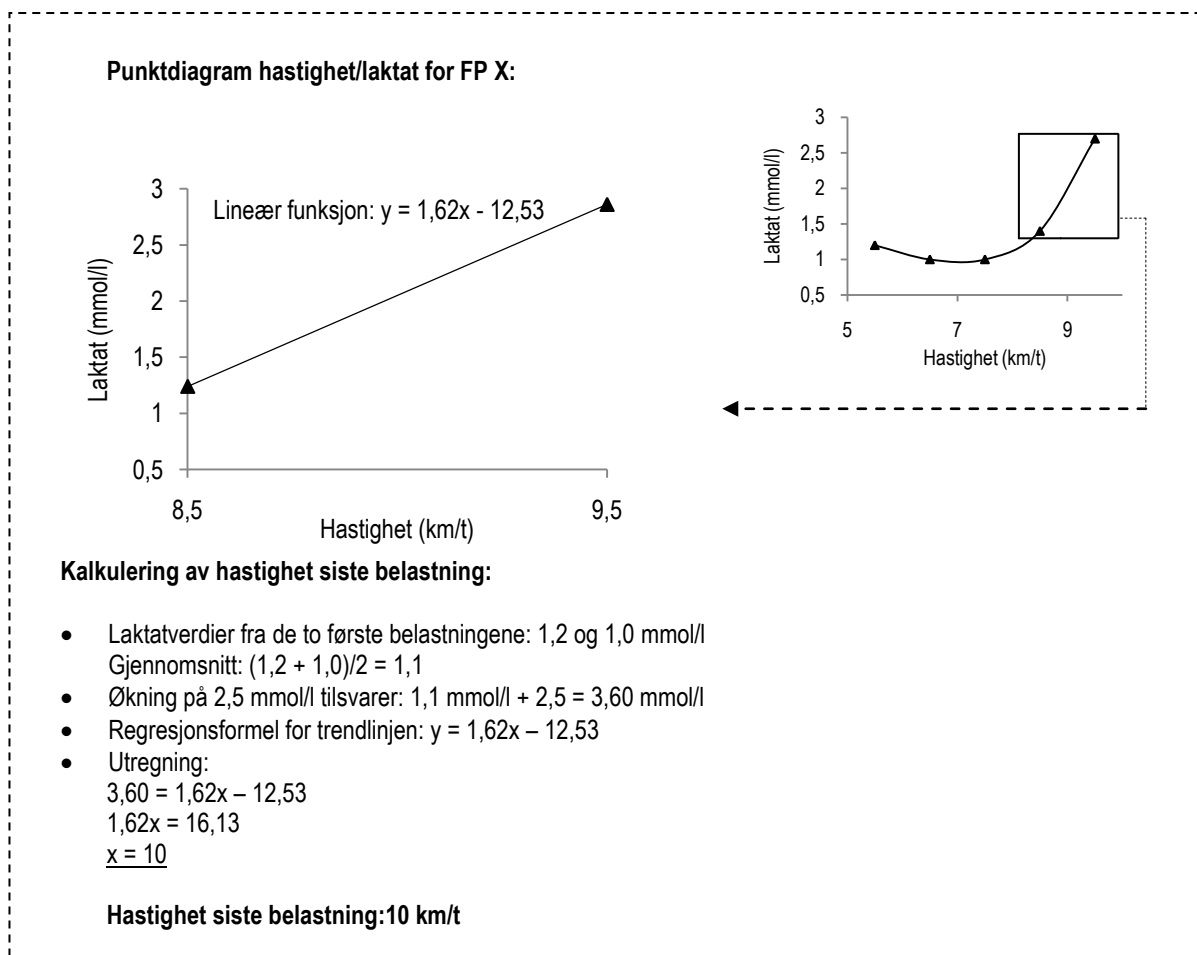 Punktdiagram hastighet/laktat for FP X:
3
2,5
2
1,5
1
0,5
Laktat (mmol/l)
Lineær funksjon: y = 1,62x - 12,53
8,5
9,5
Hastighet (km/t)
3
2,5
2
1,5
1
0,5
Laktat (mmol/l)
5
7
9
Hastighet (km/t)
Kalkulering av hastighet siste belastning:
• Laktatverdier fra de to første belastningene: 1,2 og 1,0 mmol/l
Gjennomsnitt: (1,2 + 1,0)/2 = 1,1
• Økning på 2,5 mmol/l tilsvarer: 1,1 mmol/l + 2,5 = 3,60 mmol/l
• Regresjonsformel for trendlinjen: y = 1,62x – 12,53
• Utregning:
3,60 = 1,62x – 12,53
1,62x = 16,13
x = 10
Hastighet siste belastning:10 km/t